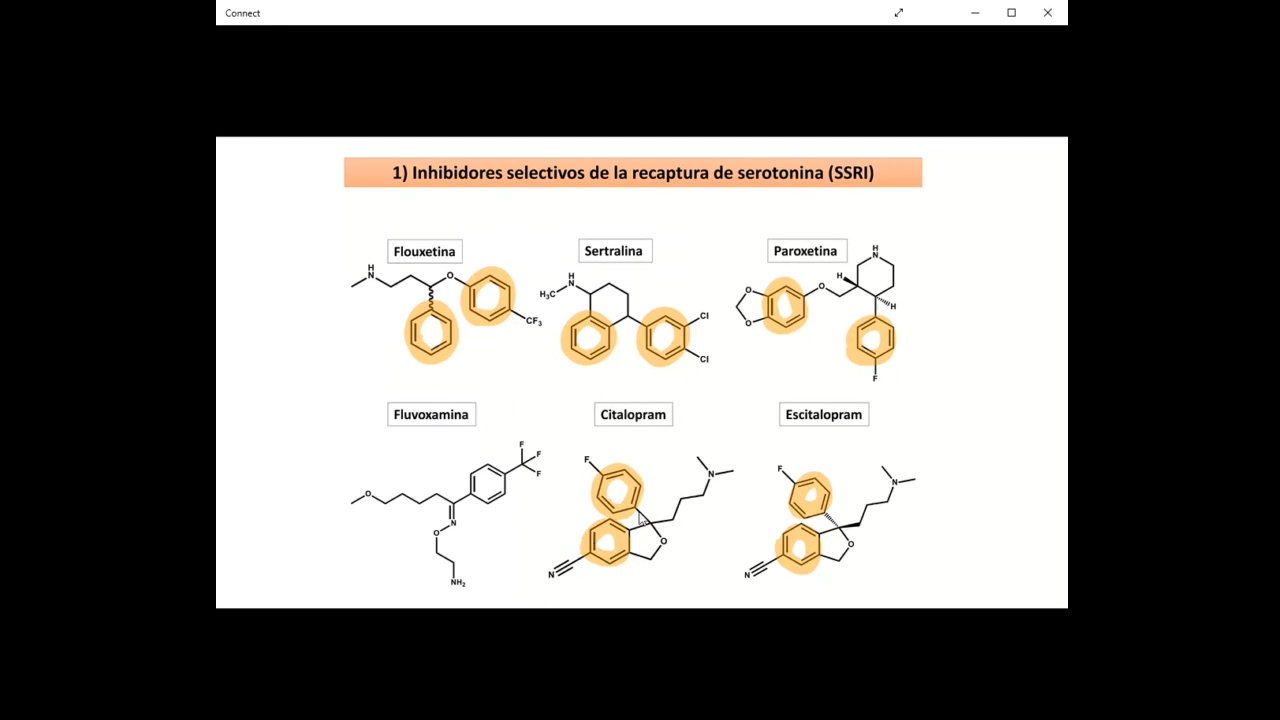 Connect
1) Inhibidores selectivos de la recaptura de serotonina (SSRI)
Flouxetina
Sertralina
Paroxetina
H
N
O
CF3
H
N
H3C
Cl
Cl
H
N
H
O
O
O
H
F
Fluvoxamina
Citalopram
Escitalopram
F
F
F
O
N
O
NH2
F
N
O
N
F
N
O
N